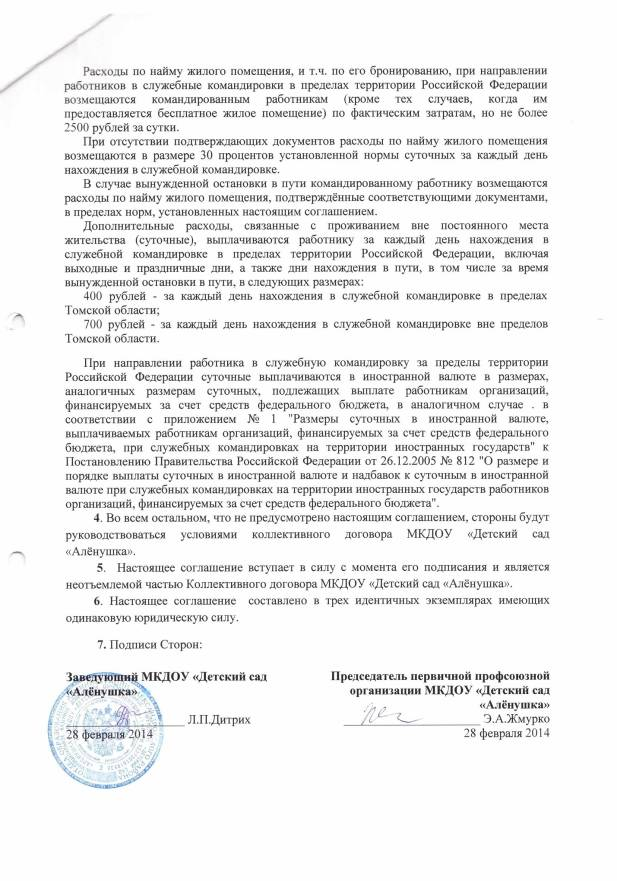 Расходы по найму жилого помещения, и т.ч. по его бронированию, при направлении
работников в служебные командировки в пределах территории Российской Федерации
возмещаются командированным работникам (кроме тех случаев, когда им
предоставляется бесплатное жилое помещение) по фактическим затратам, но не более
2500 рублей за сутки.
При отсутствии подтверждающих документов расходы по найму жилого помещения
возмещаются в размере 30 процентов установленной нормы суточных за каждый день
нахождения в служебной командировке.
В случае вынужденной остановки в пути командированному работнику возмещаются
расходы по найму жилого помещения, подтверждённые соответствующими документами,
в пределах норм, установленных настоящим соглашением.
Дополнительные расходы, связанные с проживанием вне постоянного места
жительства (суточные), выплачиваются работнику за каждый день нахождения в
служебной командировке в пределах территории Российской Федерации, включая
выходные и праздничные дни, а также дни нахождения в пути, в том числе за время
вынужденной остановки в пути, в следующих размерах:
400 рублей - за каждый день нахождения в служебной командировке в пределах
Томской области;
700 рублей - за каждый день нахождения в служебной командировке вне пределов
Томской области.
При направлении работника в служебную командировку за пределы территории
Российской Федерации суточные выплачиваются в иностранной валюте в размерах,
аналогичных размерам суточных, подлежащих выплате работникам организаций,
финансируемых за счет средств федерального бюджета, в аналогичном случае . в
соответствии с приложением № 1 "Размеры суточных в иностранной валюте,
выплачиваемых работникам организаций, финансируемых за счет средств федерального
бюджета, при служебных командировках на территории иностранных государств" к
Постановлению Правительства Российской Федерации от 26.12.2005 № 812 "О размере и
порядке выплаты суточных в иностранной валюте и надбавок к суточным в иностранной
валюте при служебных командировках на территории иностранных государств работников
организаций, финансируемых за счет средств федерального бюджета".
4. Во всем остальном, что не предусмотрено настоящим соглашением, стороны будут
руководствоваться условиями коллективного договора МКДОУ «Детский сад
«Алёнушка».
5. Настоящее соглашение вступает в силу с момента его подписания и является
неотъемлемой частью Коллективного договора МКДОУ «Детский сад «Алёнушка».
6. Настоящее соглашение составлено в трех идентичных экземплярах имеющих
одинаковую юридическую силу.
7. Подписи Сторон:
Заведующий МКДОУ «Детский сад
«Алёнушка»
Л.П.Дитрих
28 февраля 2014
Председатель первичной профсоюзной
организации МКДОУ «Детский сад
«Алёнушка»
Э.А.Жмурко
28 февраля 2014